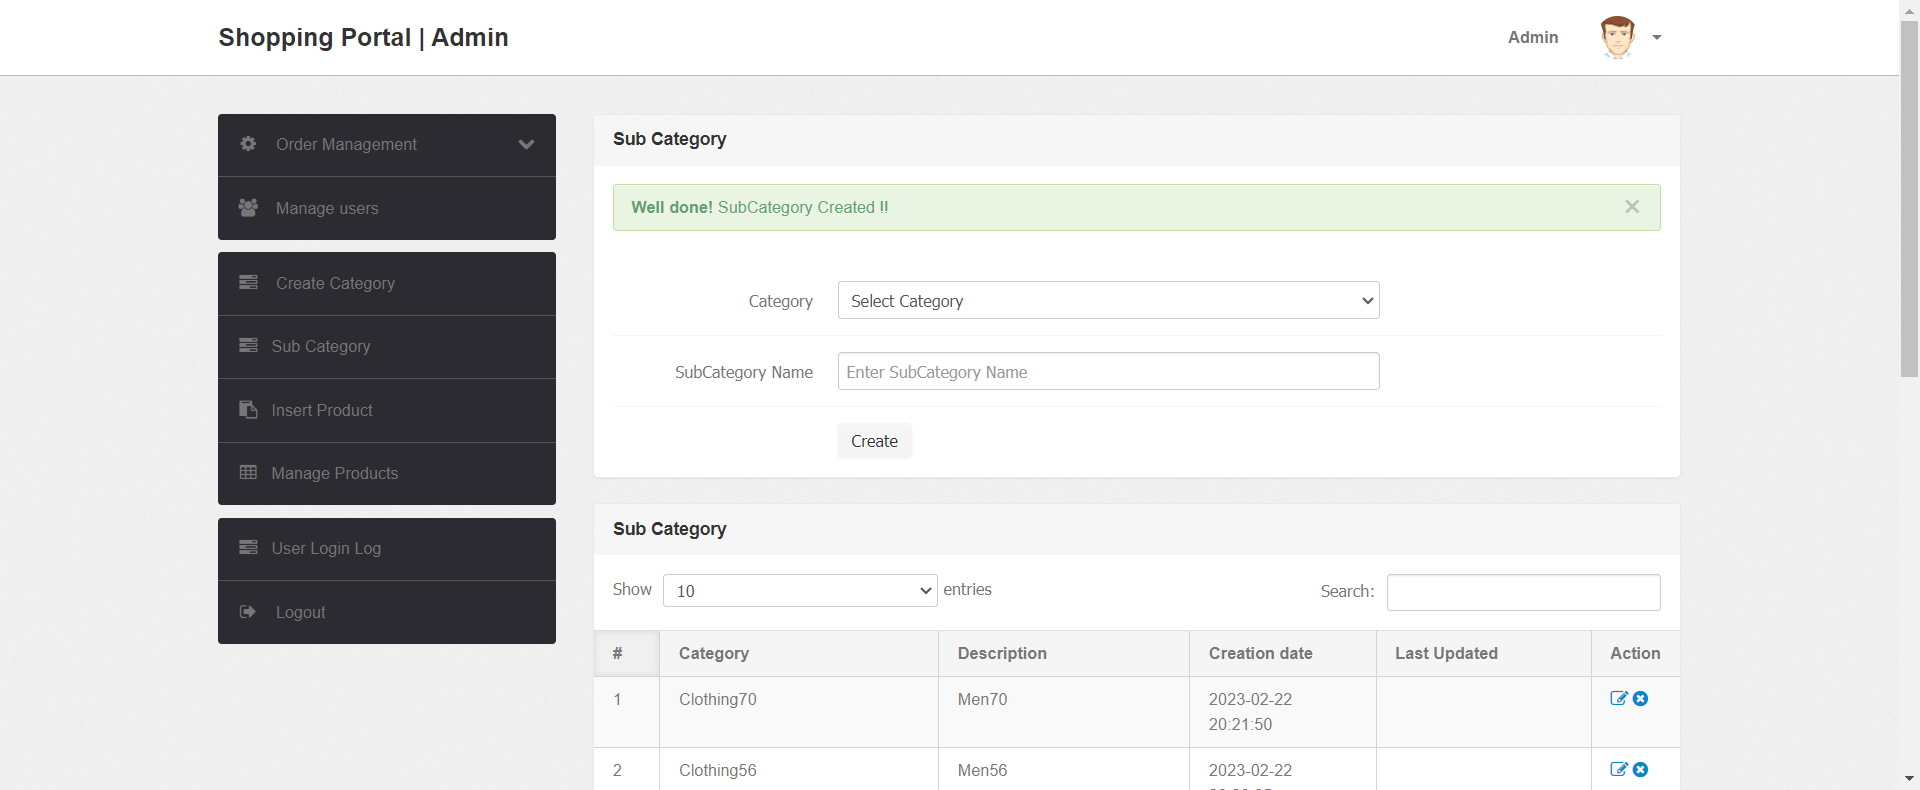 Shopping Portal | Admin
Admin
Order Management
Manage users
Create Category
Sub Category
Insert Product
Manage Products
User Login Log
Logout
Sub Category
Well done! SubCategory Created !!
×
Category Select Category
SubCategory Name Enter SubCategory Name
Create
Sub Category
Show 10 entries Search:
# Category Description Creation date Last Updated Action
1 Clothing70 Men70 2023-02-22
20:21:50
2 Clothing56 Men56 2023-02-22